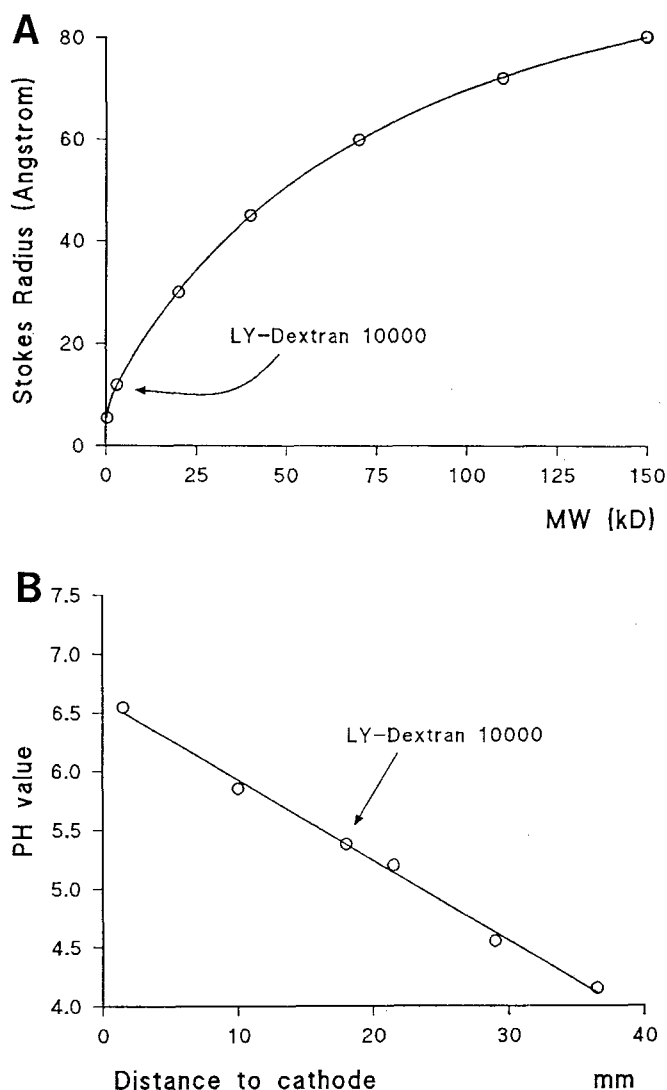 A
80
60
40
20
0
Stokes Radius (Angstrom)
LY-Dextran 10000
0 25 50 75 100 125 150
MW (kD)
B
7.5
7.0
6.5
6.0
5.5
5.0
4.5
4.0
PH value
LY-Dextran 10000
0 10 20 30 40
Distance to cathode mm